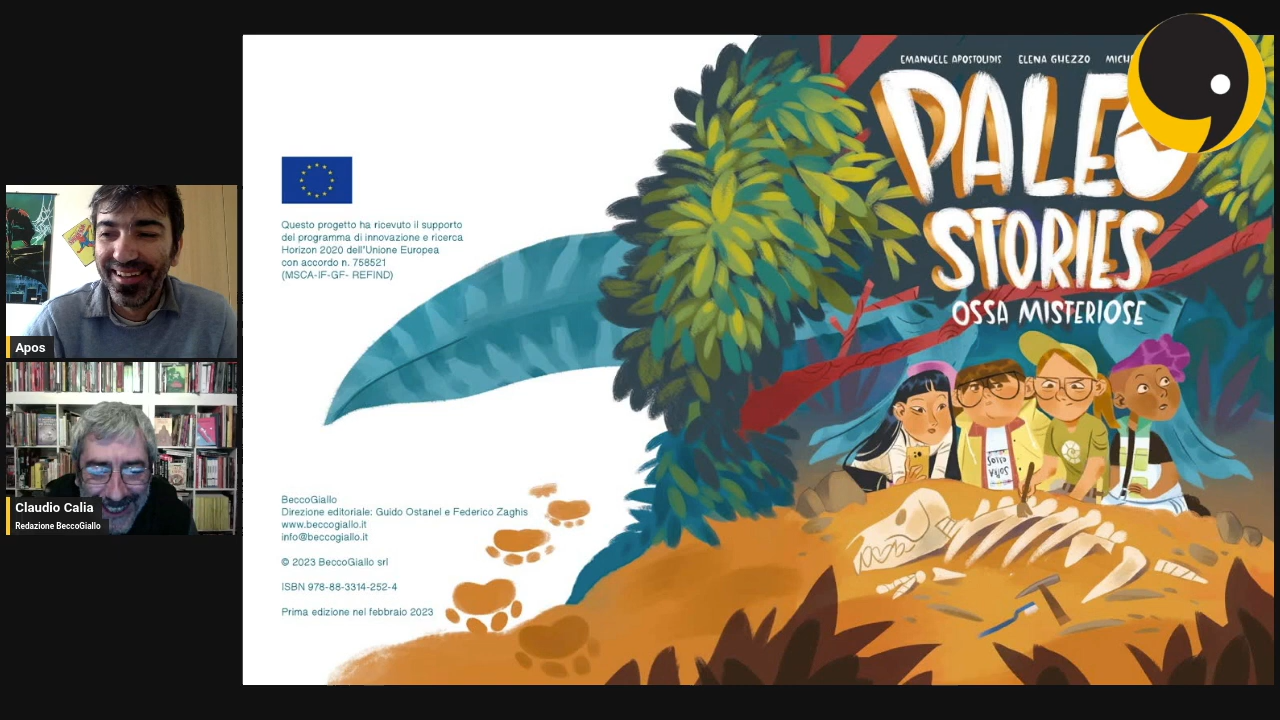 Apos
Claudio Calia
Redazione BeccoGiallo
Questo progetto ha ricevuto il supporto
del programma di innovazione e ricerca
Horizon 2020 dell'Unione Europea
con accordo n. 758521
(MSCA-IF-GF- REFIND)
BeccoGiallo
Direzione editoriale: Guido Ostanel e Federico Zaghis
www.beccogiallo.it
info@beccogiallo.it
© 2023 BeccoGiallo srl
ISBN 978-88-3314-252-4
Prima edizione nel febbraio 2023
EMANUELE APOSTOLIDIS ELENA GHEZZO
PALEO
STORIES
OSSA MISTERIOSE